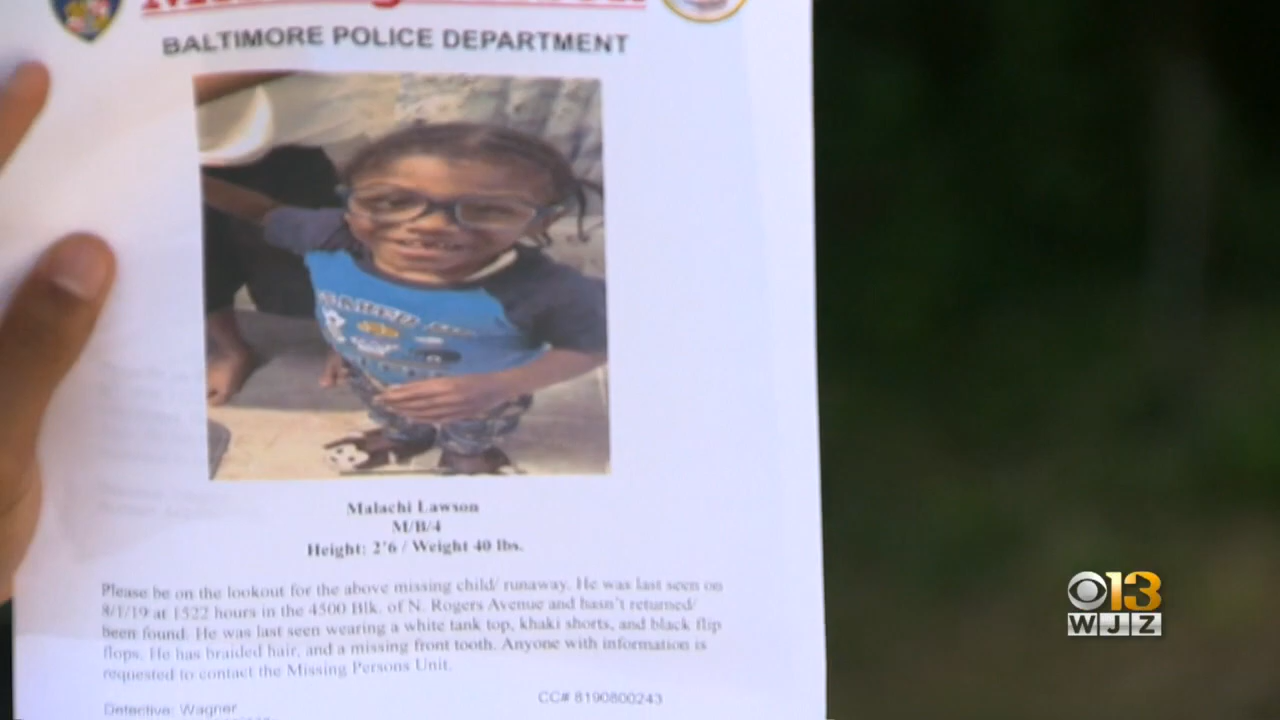 BALTIMORE POLICE DEPARTMENT
Malachi Lawson
M/B/4
Height: 2'6 / Weight 40 lbs.
Please be on the lookout for the above missing child/ runaway. He was last seen on
8/1/19 at 1522 hours in the 4500 Blk. of N. Rogers Avenue and hasn't returned/
been found. He was last seen wearing a white tank top, khaki shorts, and black flip
flops. He has braided hair, and a missing front tooth. Anyone with information is
requested to contact the Missing Persons Unit.
CC# 8190800243
Detective: Wagner
13
WJZ